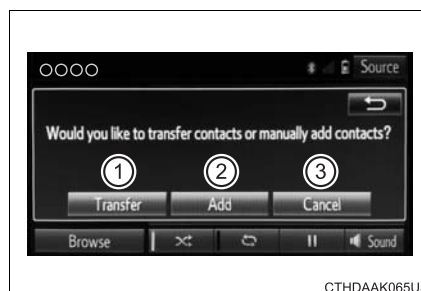 OOOO Source
Would you like to transfer contacts or manually add contacts?
1 2 3
Transfer Add Cancel
Browse Sound
CTHDAAK065U